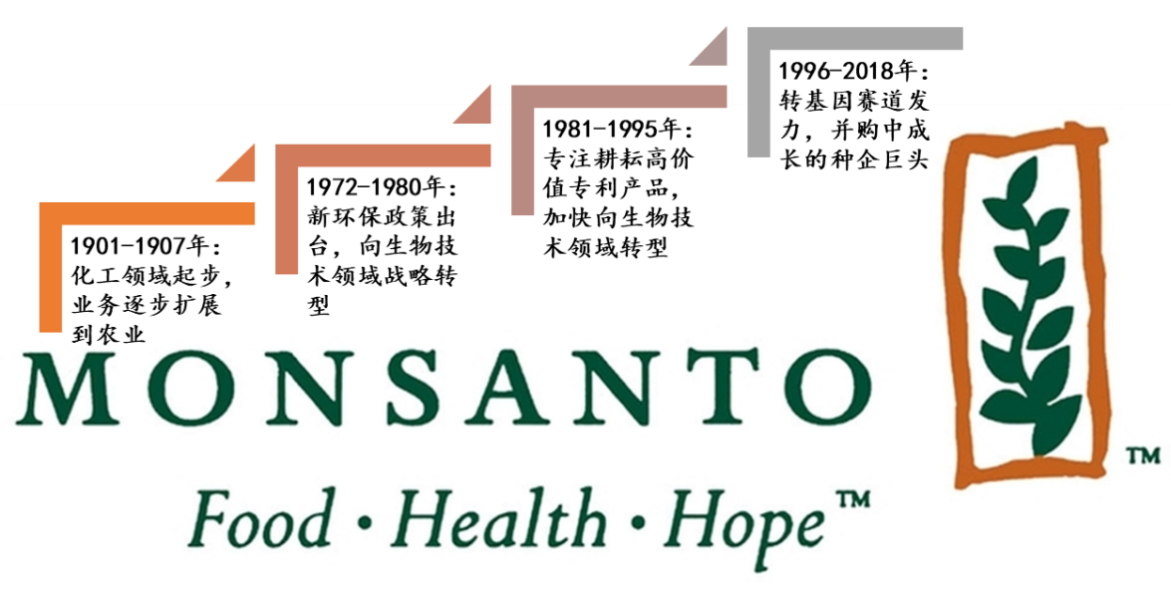 1901-1907年：
化工领域起步，
业务逐步扩展
到农业
1972-1980年：
新环保政策出
台，向生物技
术领域战略转
型
1981-1995年：
专注耕耘高价
值专利产品，
加快向生物技
术领域转型
1996-2018年：
转基因赛道发
力，并购中成
长的种企巨头
MONSANTO
TM
Food · Health · Hope™